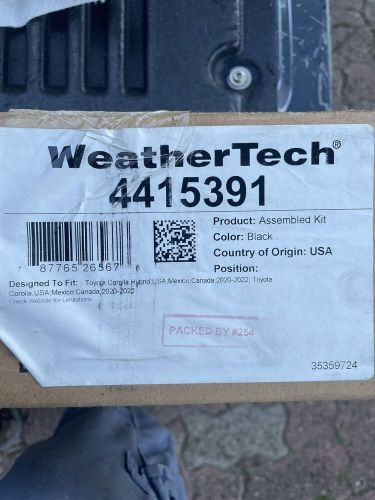 WeatherTech®
4415391
Product: Assembled Kit
Color: Black
Country of Origin: USA
Position:
7 87765 26567 6
Designed To Fit: Toyota Corolla Hybrid,USA;Mexico;Canada,2020-2022; Toyota
Corolla,USA;Mexico;Canada,2020-2022
Check Website for Limitations.
PACKED BY #254
35359724